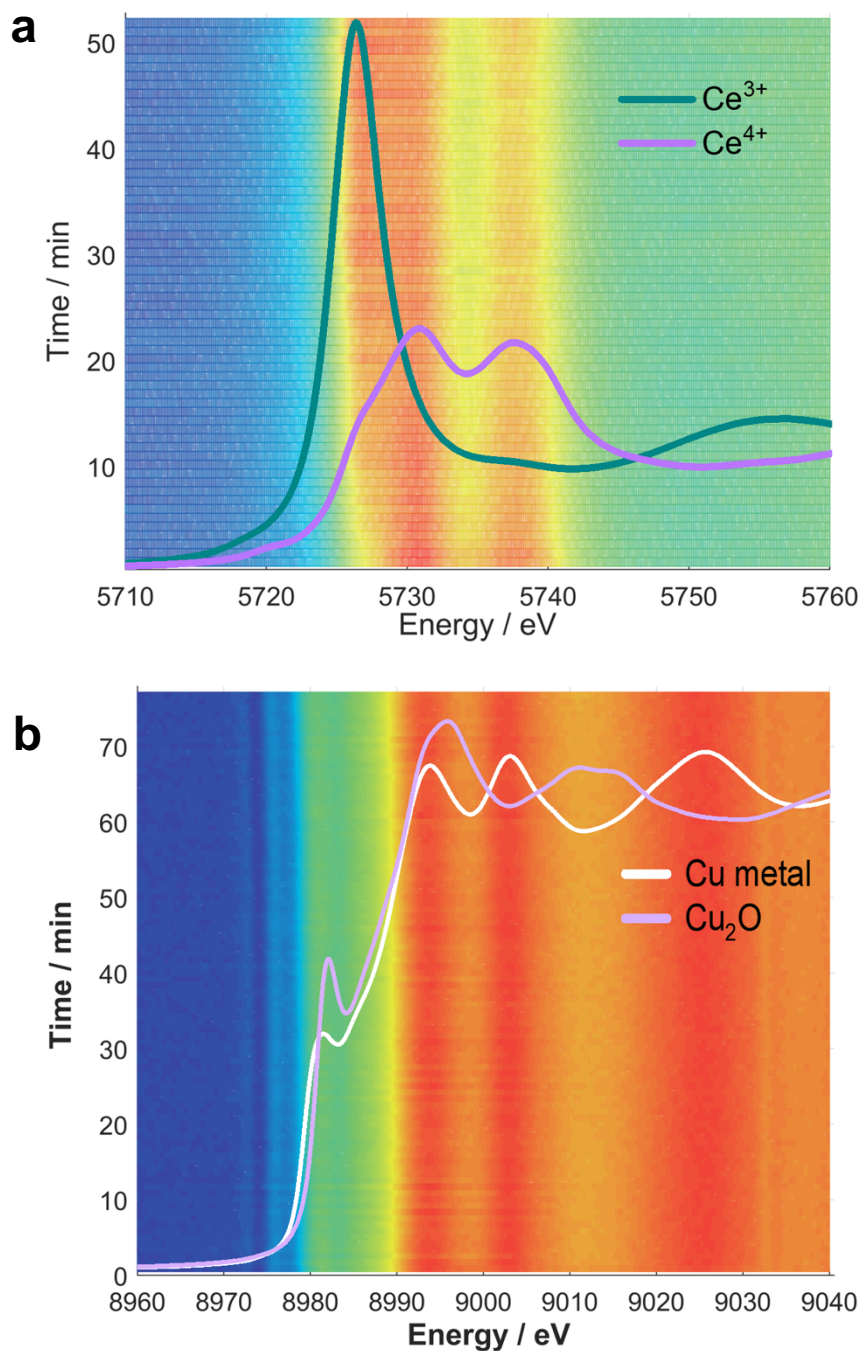 a
50
40
30
20
10
Time / min
Ce³⁺
Ce⁴⁺
5710 5720 5730 5740 5750 5760
Energy / eV
b
70
60
50
40
30
20
10
0
Time / min
Cu metal
Cu₂O
8960 8970 8980 8990 9000 9010 9020 9030 9040
Energy / eV